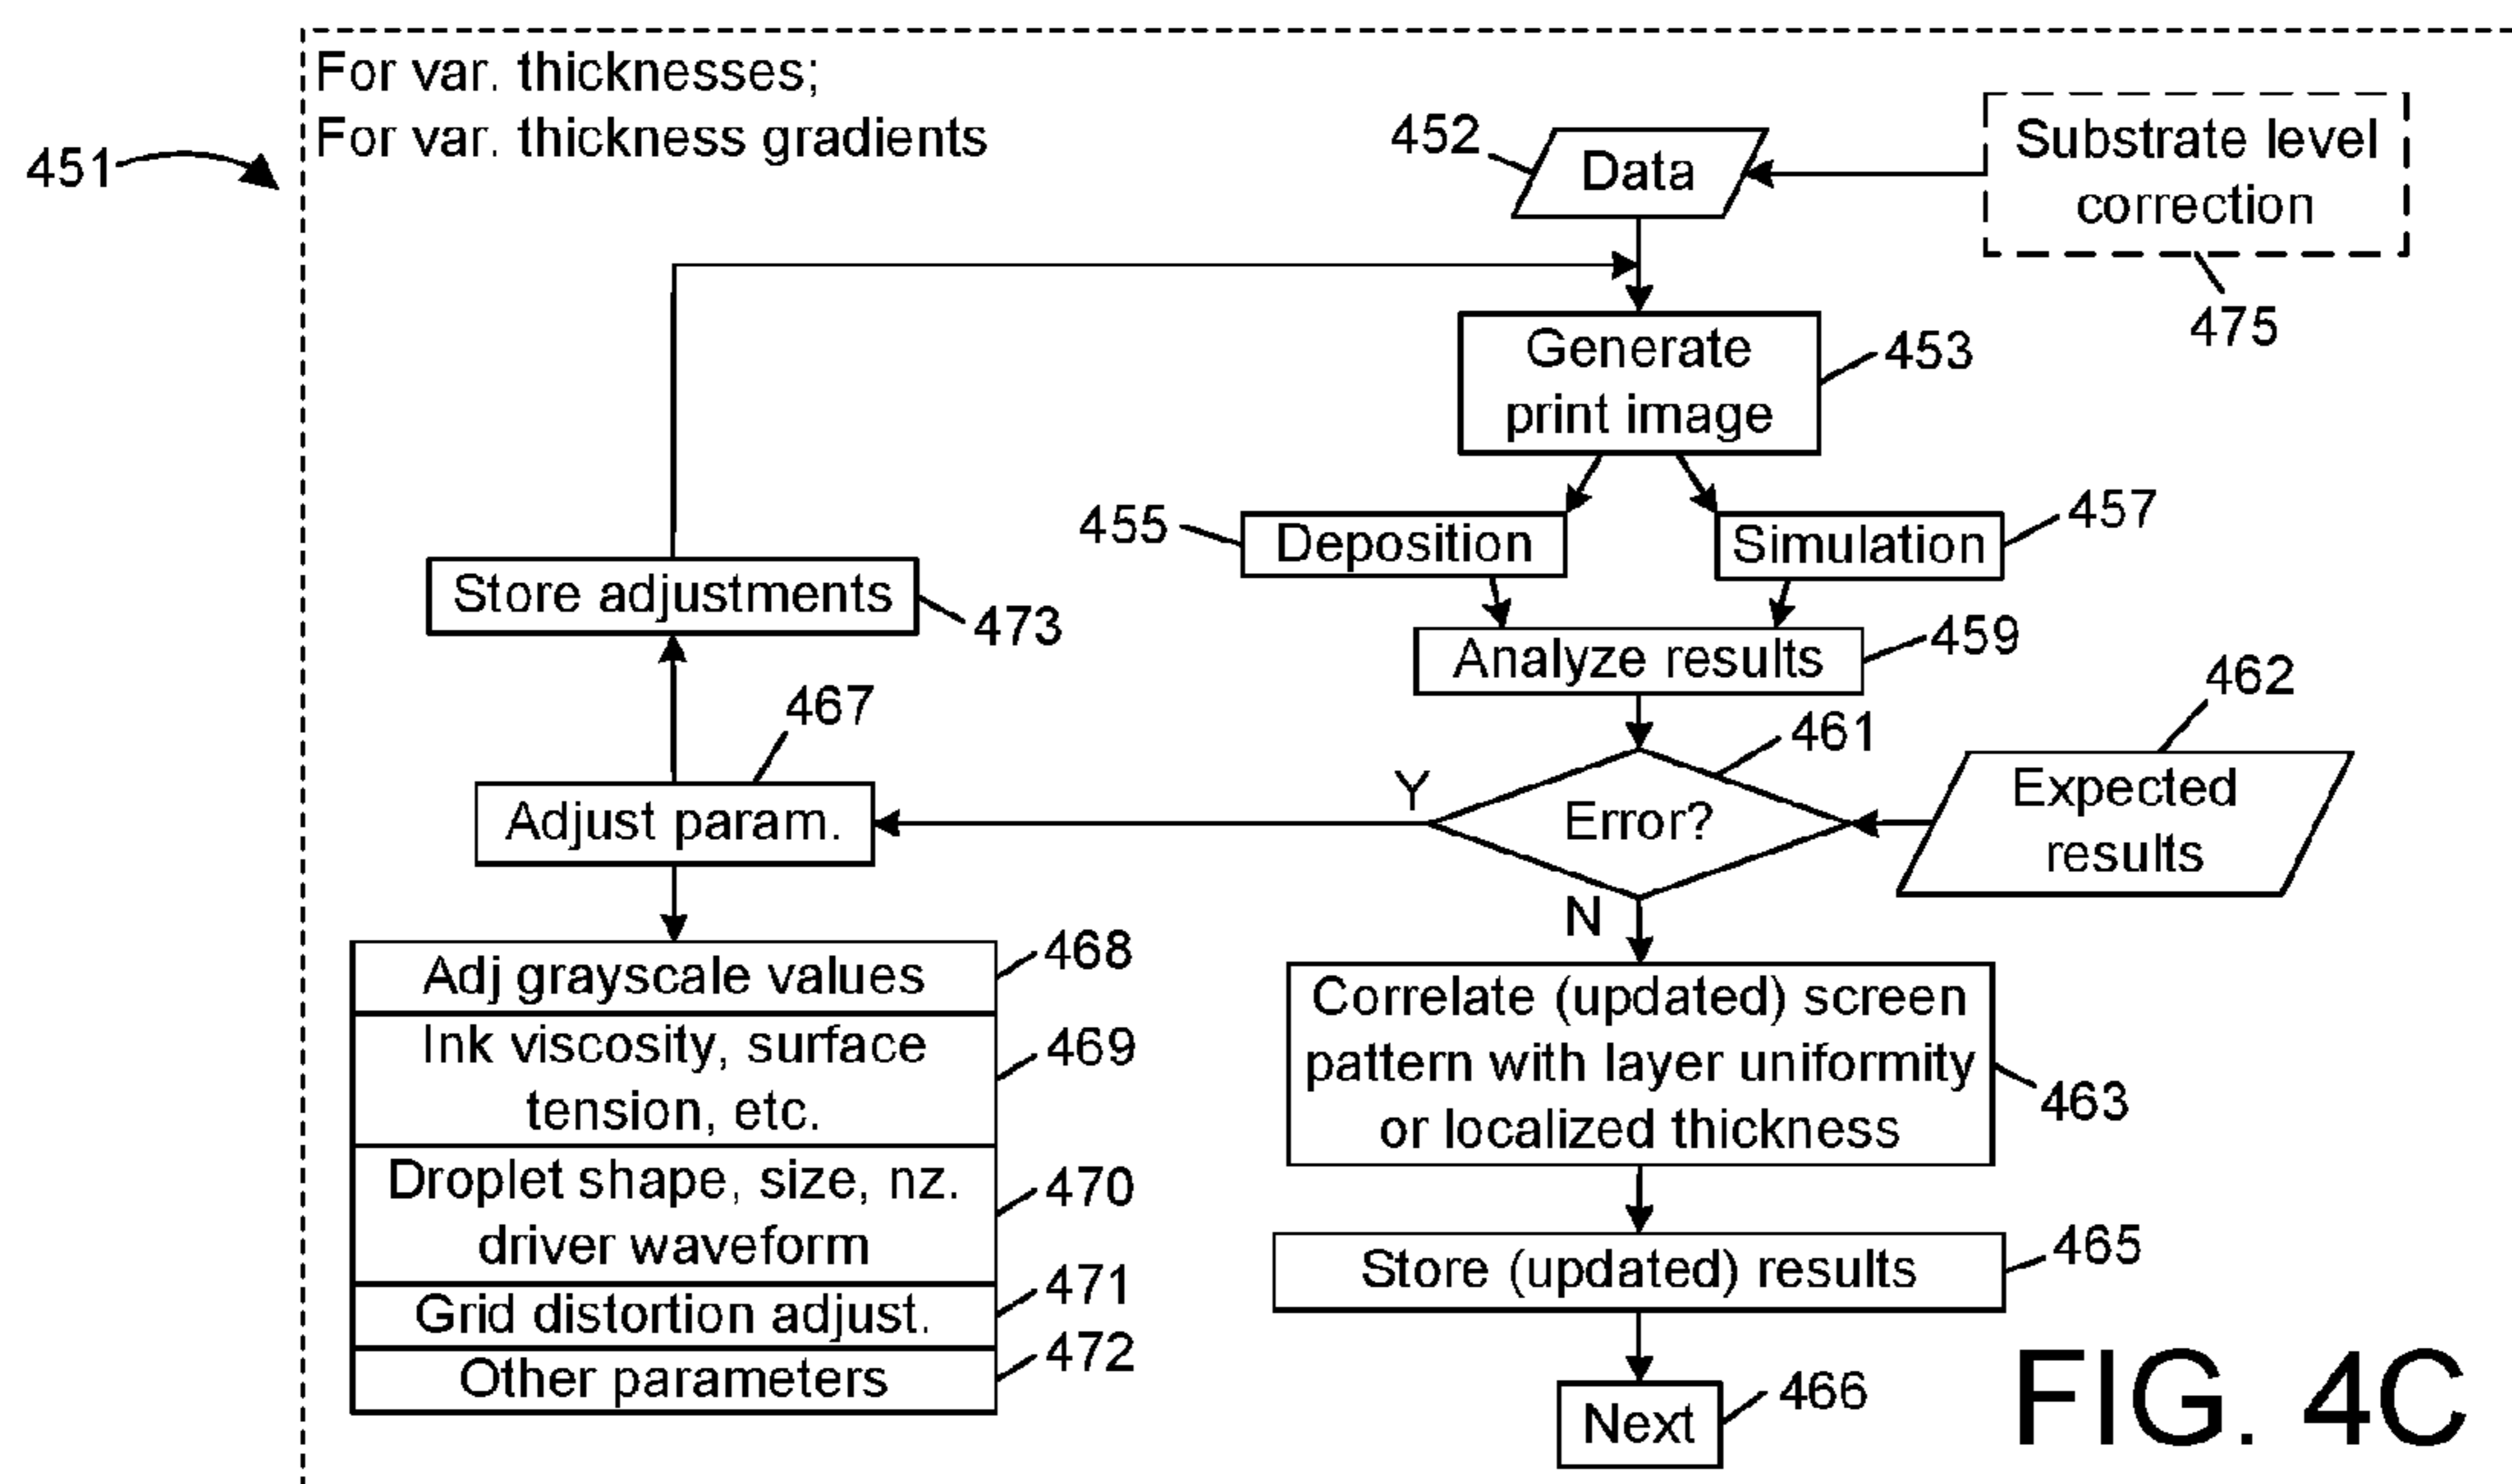 For var. thicknesses;
For var. thickness gradients
451
452
Data
Substrate level
correction
475
Generate
print image
453
455
Deposition
Simulation
457
Store adjustments
473
Analyze results
459
467
461
462
Adjust param.
Y
Error?
Expected
results
N
Adj grayscale values
468
Ink viscosity, surface
tension, etc.
469
Droplet shape, size, nz.
driver waveform
470
Grid distortion adjust.
471
Other parameters
472
Correlate (updated) screen
pattern with layer uniformity
or localized thickness
463
Store (updated) results
465
Next
466
FIG. 4C